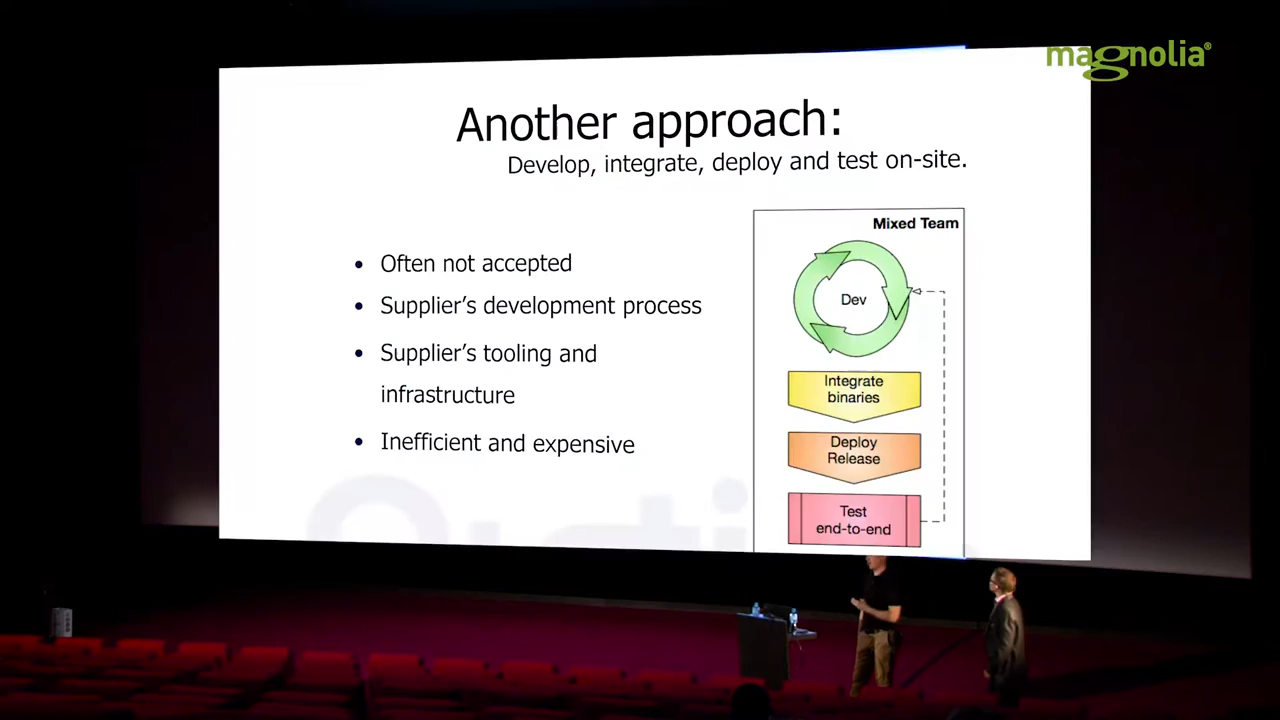 magnolia®
Another approach:
Develop, integrate, deploy and test on-site.
• Often not accepted
• Supplier's development process
• Supplier's tooling and
infrastructure
• Inefficient and expensive
Mixed Team
Dev
Integrate
binaries
Deploy
Release
Test
end-to-end